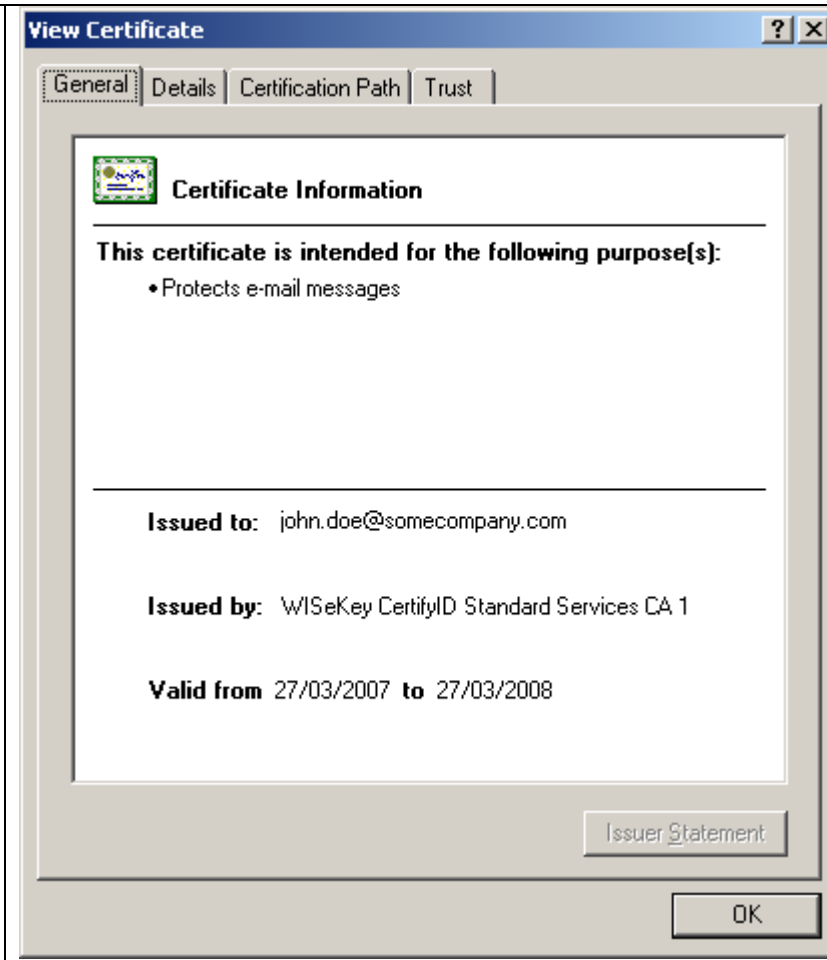 View Certificate
General Details Certification Path Trust
Certificate Information
This certificate is intended for the following purpose(s):
•Protects e-mail messages
Issued to: john.doe@somecompany.com
Issued by: WISeKey CertifyID Standard Services CA 1
Valid from 27/03/2007 to 27/03/2008
Issuer Statement
OK